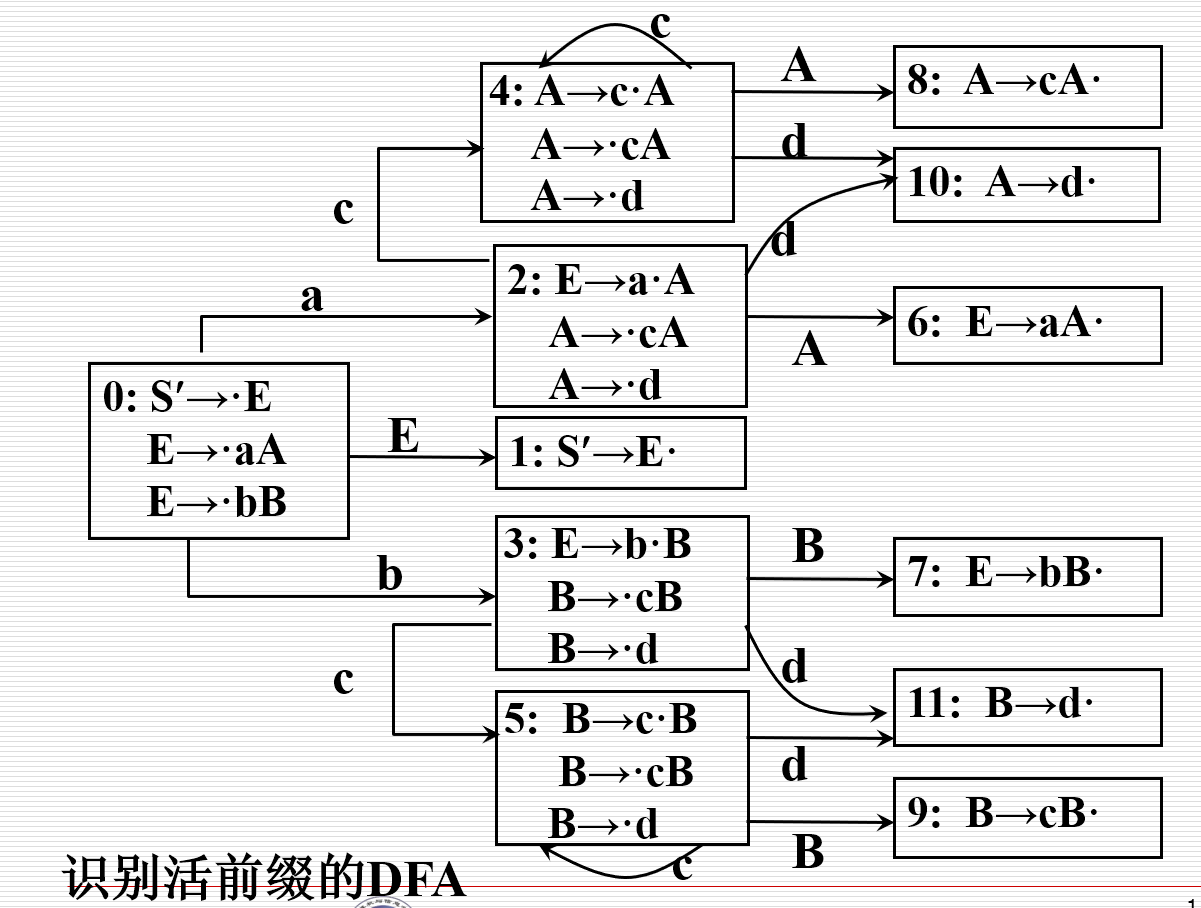 c
4: A→c·A
A→·cA
A→·d
A
8: A→cA·
d
10: A→d·
c
d
2: E→a·A
A→·cA
A→·d
a
A
6: E→aA·
0: S′→·E
E→·aA
E→·bB
E
1: S′→E·
b
3: E→b·B
B→·cB
B→·d
B
7: E→bB·
c
d
11: B→d·
5: B→c·B
B→·cB
B→·d
d
B
9: B→cB·
c
识别活前缀的DFA
1